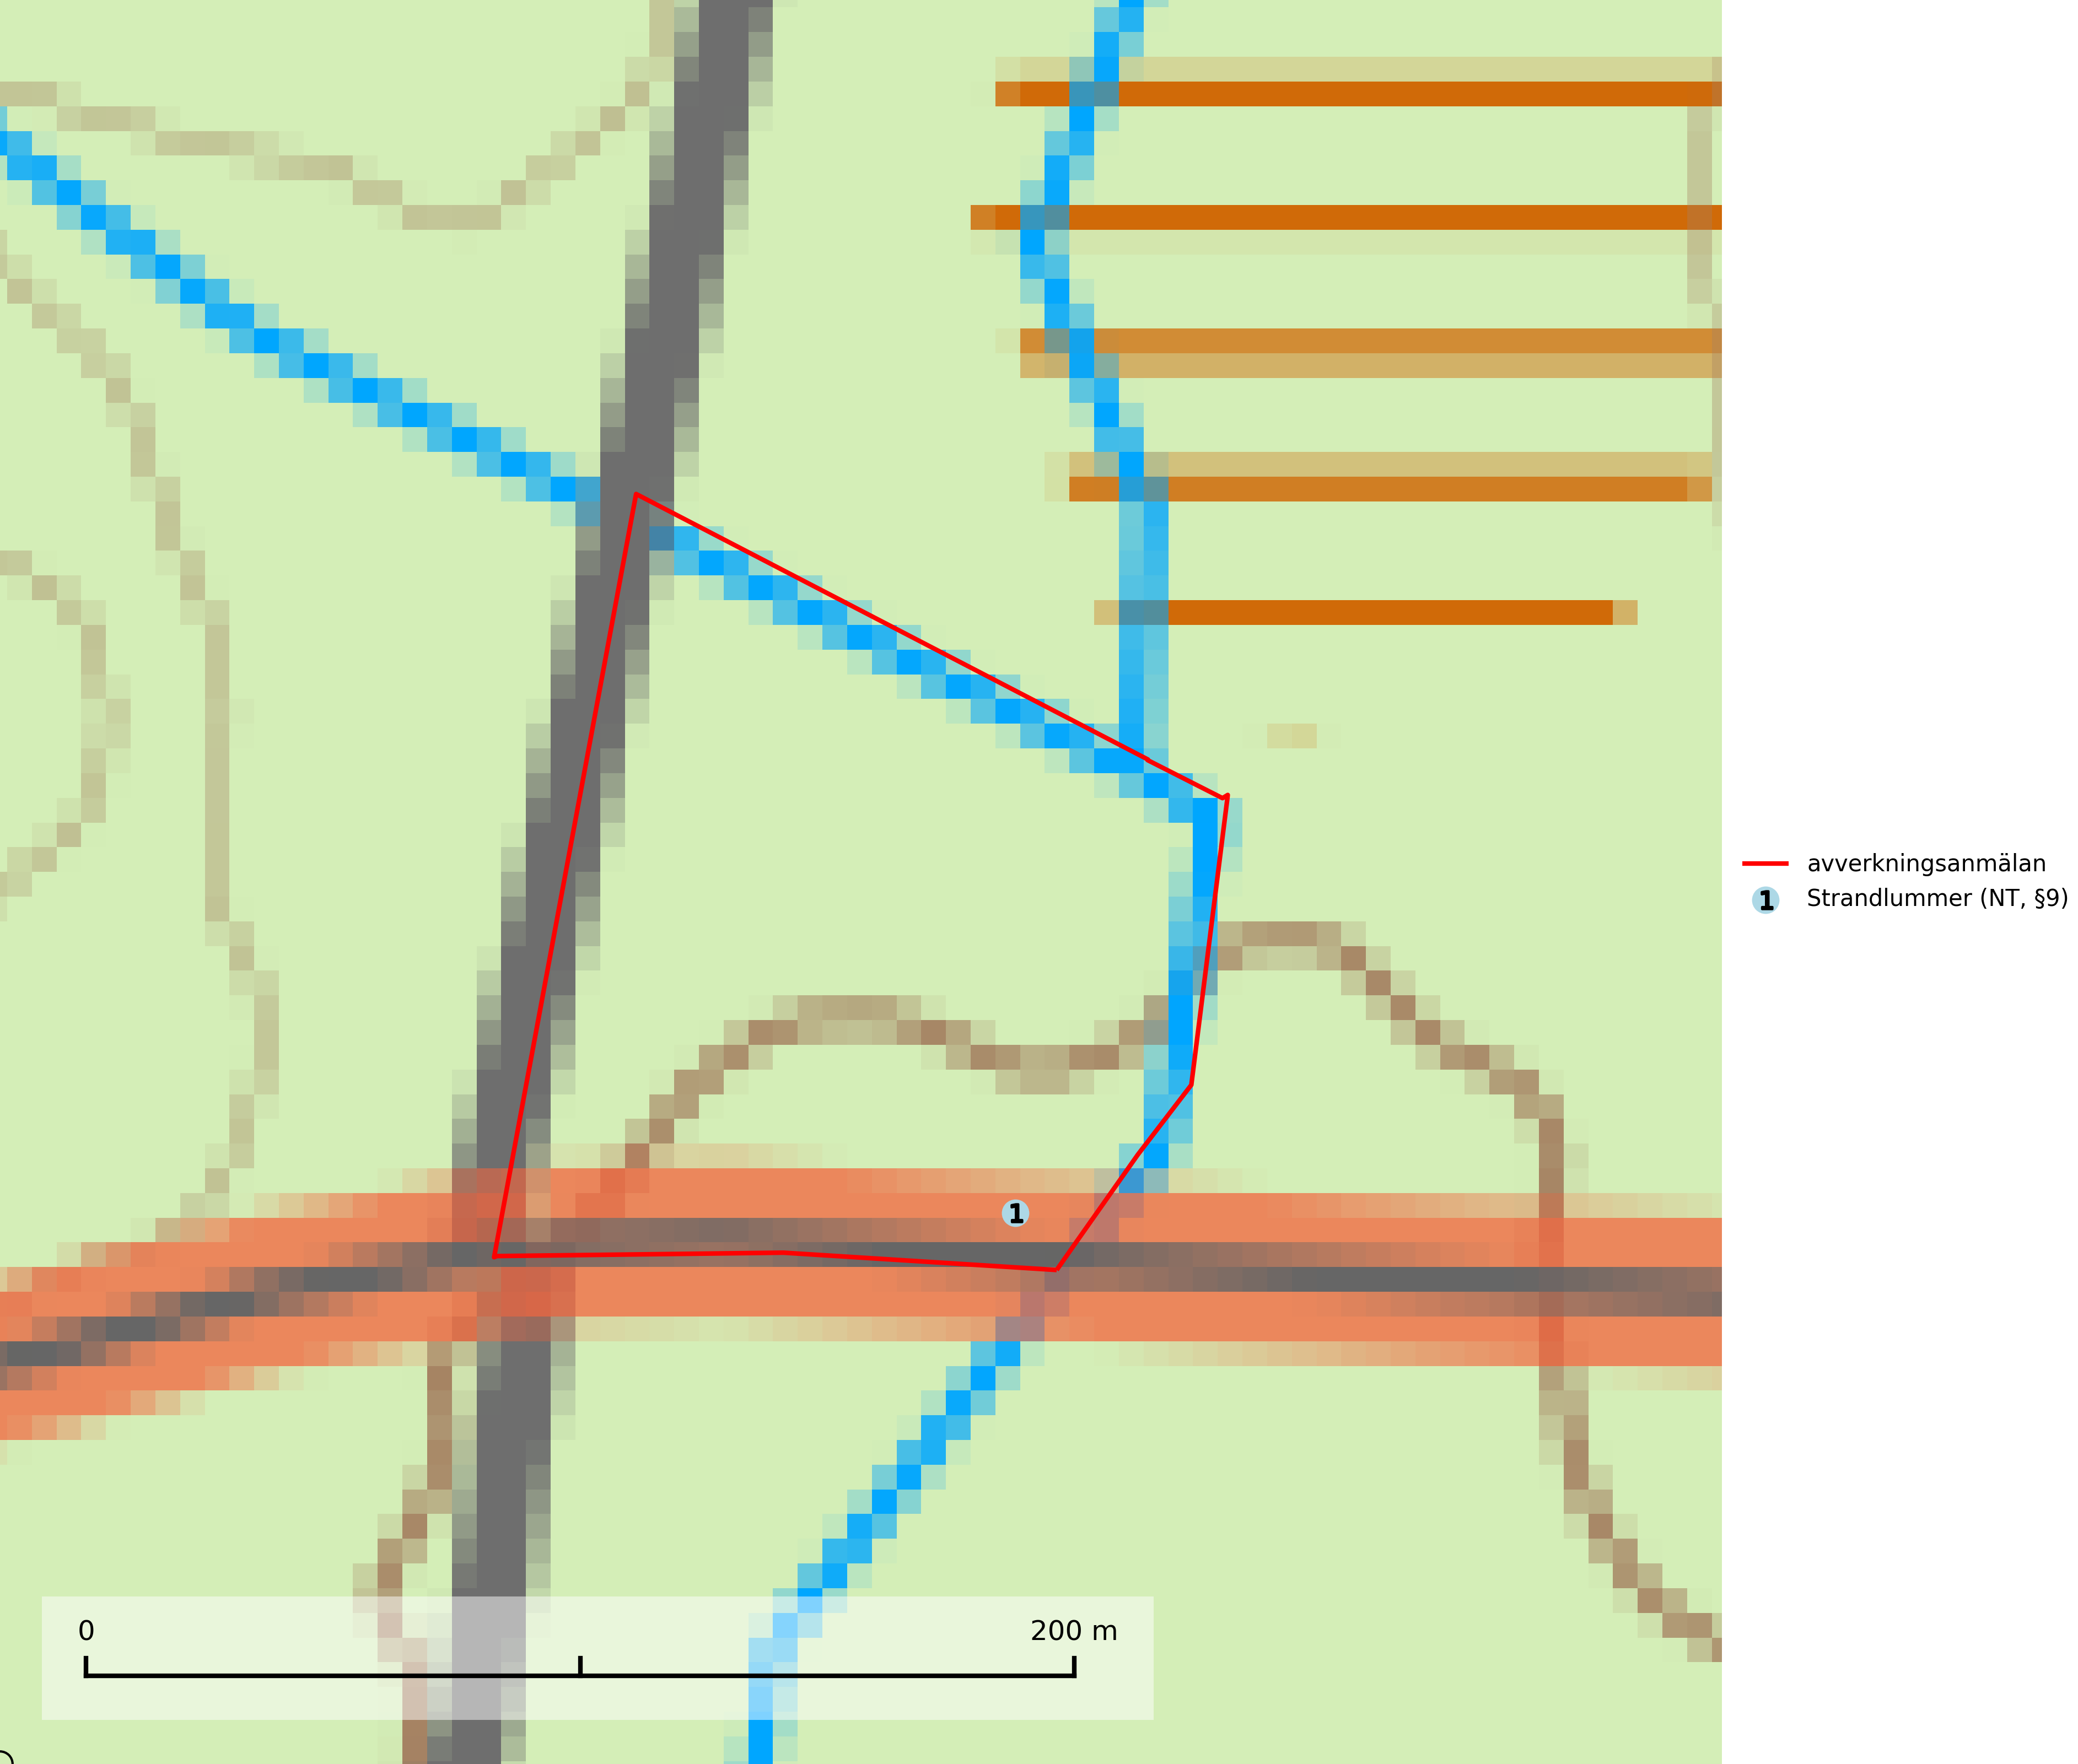 avverkningsanmälan
1 Strandlummer (NT, §9)
1
0 200 m